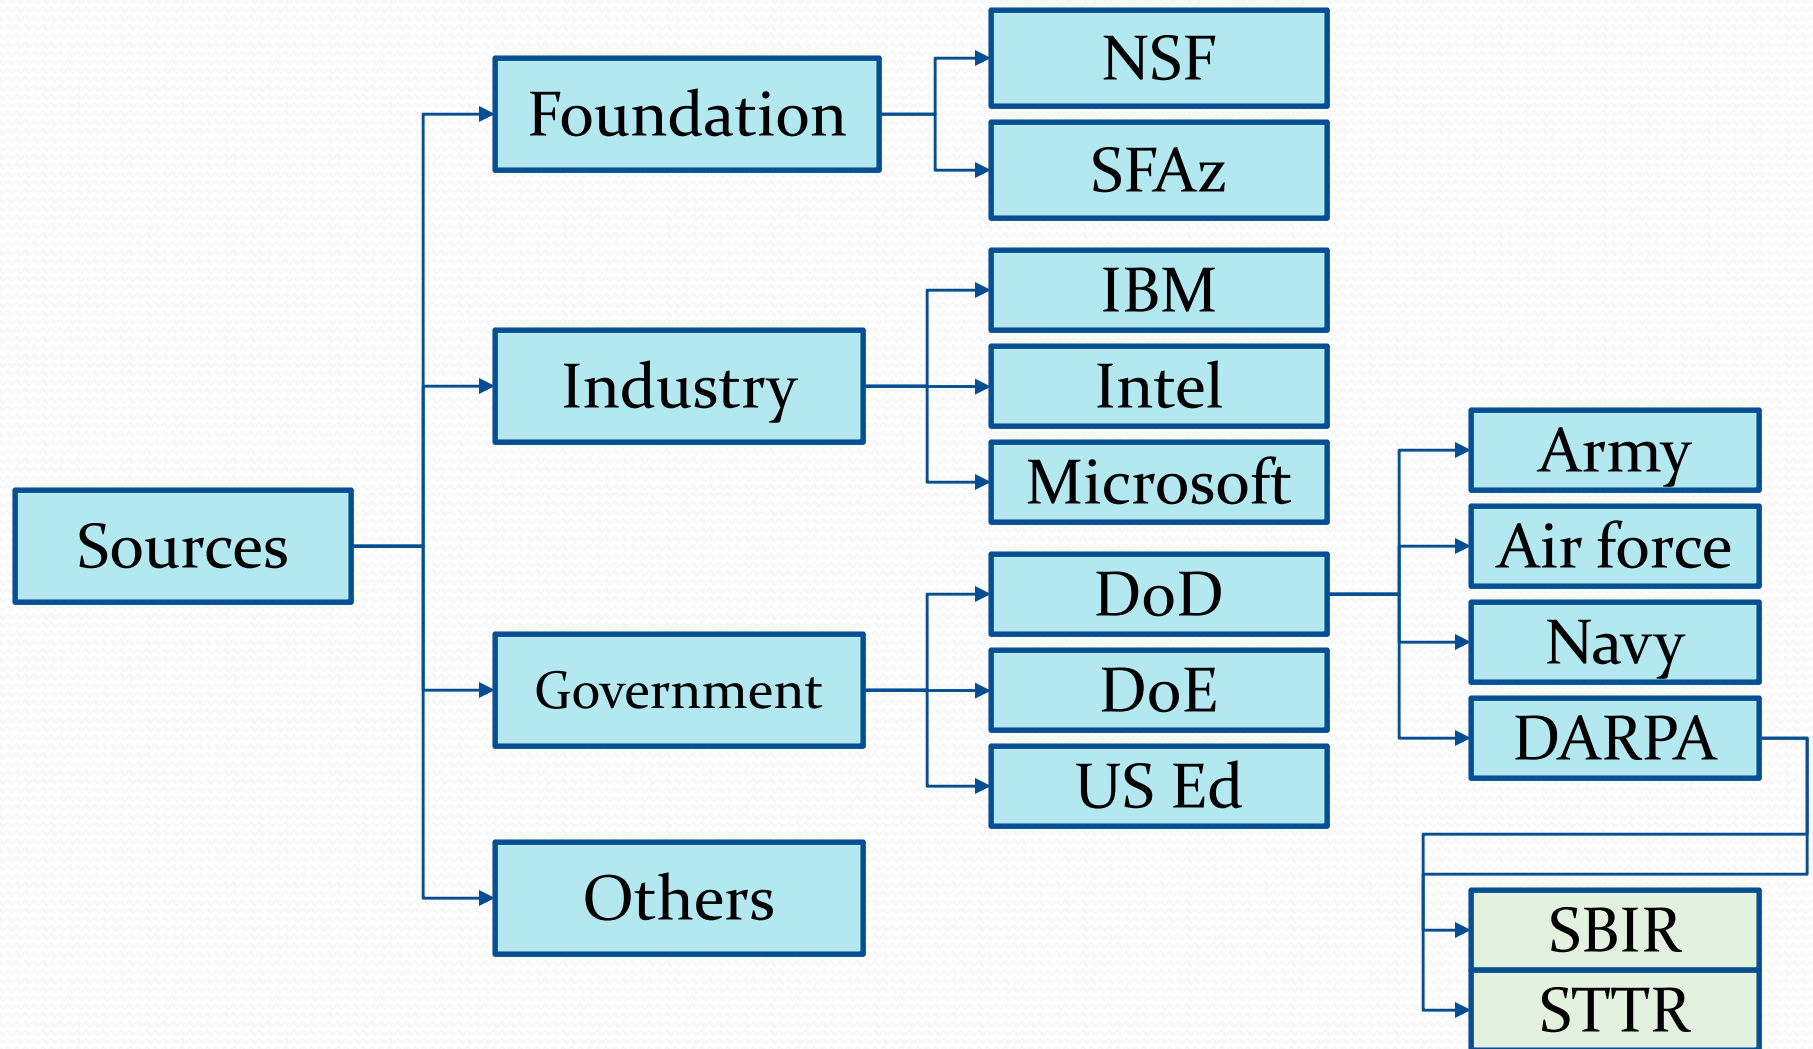 Sources
Foundation
NSF
SFAz
Industry
IBM
Intel
Microsoft
Government
DoD
Army
Air force
Navy
DARPA
SBIR
STTR
DoE
US Ed
Others